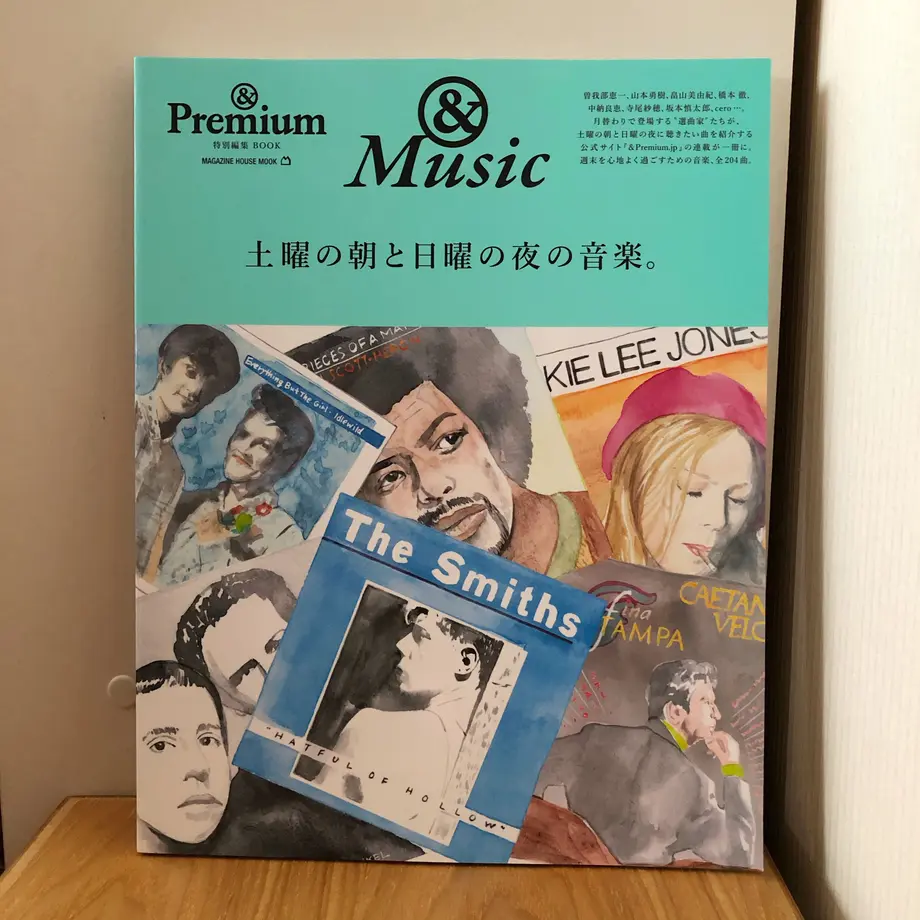 &
Premium
特別編集 BOOK
MAGAZINE HOUSE MOOK
&
Music
曽我部恵一、山本勇樹、畠山美由紀、橋本 徹、
中納良恵、寺尾紗穂、坂本慎太郎、cero…。
月替わりで登場する“選曲家”たちが、
土曜の朝と日曜の夜に聴きたい曲を紹介する
公式サイト『&Premium.jp』の連載が一冊に。
週末を心地よく過ごすための音楽、全204曲。
土曜の朝と日曜の夜の音楽。
Everything But The Girl. Idlewild
PIECES OF A MA
SCOTT-HERON
KIE LEE JONES
The Smiths
"HATFUL OF HOLLOW"
fina
TAMPA
CAETAN
VELO